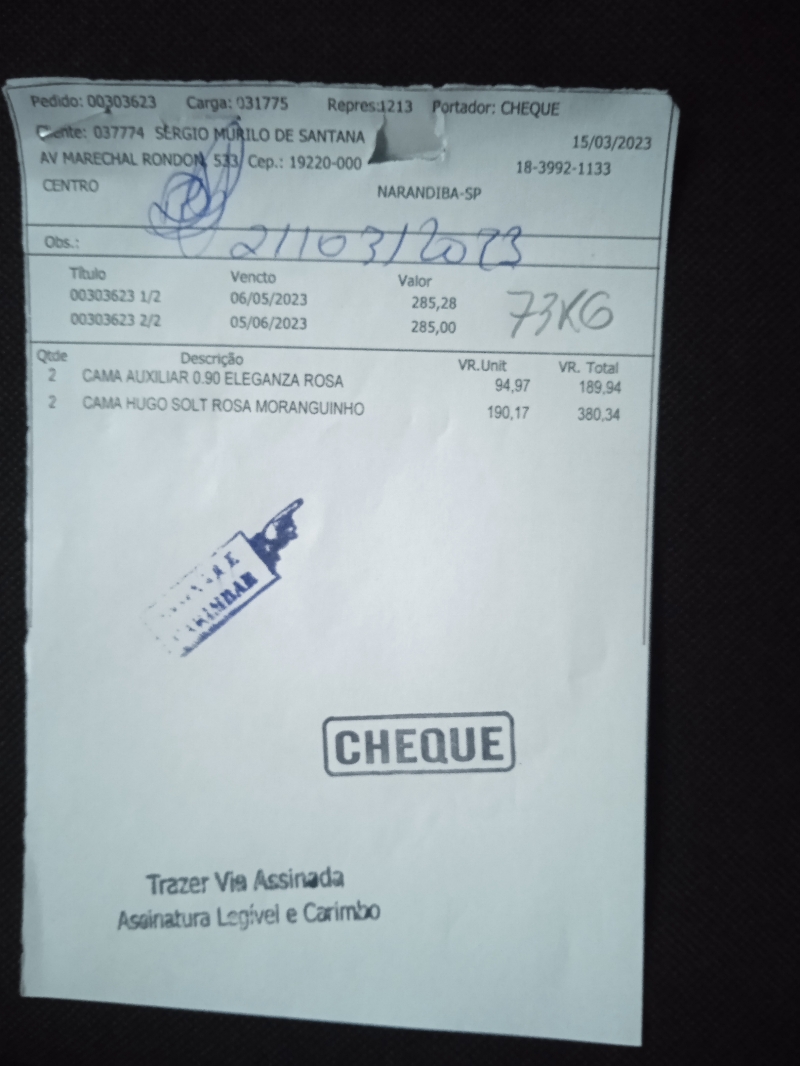 Pedido: 00303623 Carga: 031775 Repres:1213 Portador: CHEQUE
Cliente: 037774 SERGIO MURILO DE SANTANA 15/03/2023
AV MARECHAL RONDON, 533 Cep.: 19220-000 18-3992-1133
CENTRO NARANDIBA-SP
Obs.: 21/03/2023
Título Vencto Valor
00303623 1/2 06/05/2023 285,28
00303623 2/2 05/06/2023 285,00
73KG
Qtde Descrição VR.Unit VR. Total
2 CAMA AUXILIAR 0.90 ELEGANZA ROSA 94,97 189,94
2 CAMA HUGO SOLT ROSA MORANGUINHO 190,17 380,34
CARIMBAR
CHEQUE
Trazer Via Assinada
Assinatura Legível e Carimbo